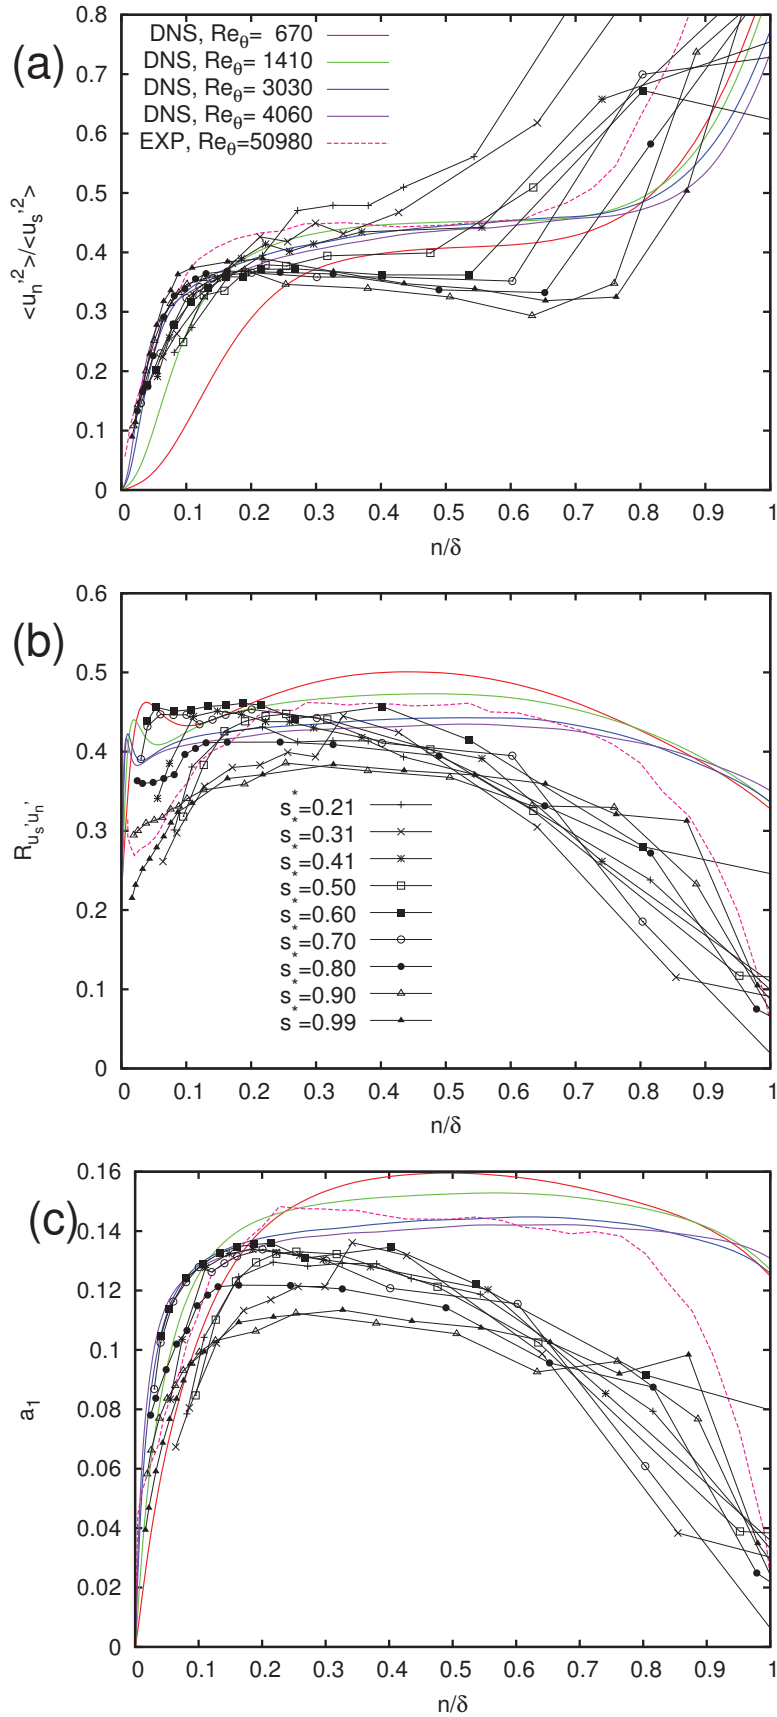 (a)
DNS, Reθ= 670
DNS, Reθ= 1410
DNS, Reθ= 3030
DNS, Reθ= 4060
EXP, Reθ=50980
0.8
0.7
0.6
0.5
0.4
0.3
0.2
0.1
0
<un'2>/<us'2>
0 0.1 0.2 0.3 0.4 0.5 0.6 0.7 0.8 0.9 1
n/δ
(b)
0.6
0.5
0.4
0.3
0.2
0.1
0
Rus'un'
s*=0.21
s*=0.31
s*=0.41
s*=0.50
s*=0.60
s*=0.70
s*=0.80
s*=0.90
s*=0.99
0 0.1 0.2 0.3 0.4 0.5 0.6 0.7 0.8 0.9 1
n/δ
(c)
0.16
0.14
0.12
0.1
0.08
0.06
0.04
0.02
0
a1
0 0.1 0.2 0.3 0.4 0.5 0.6 0.7 0.8 0.9 1
n/δ